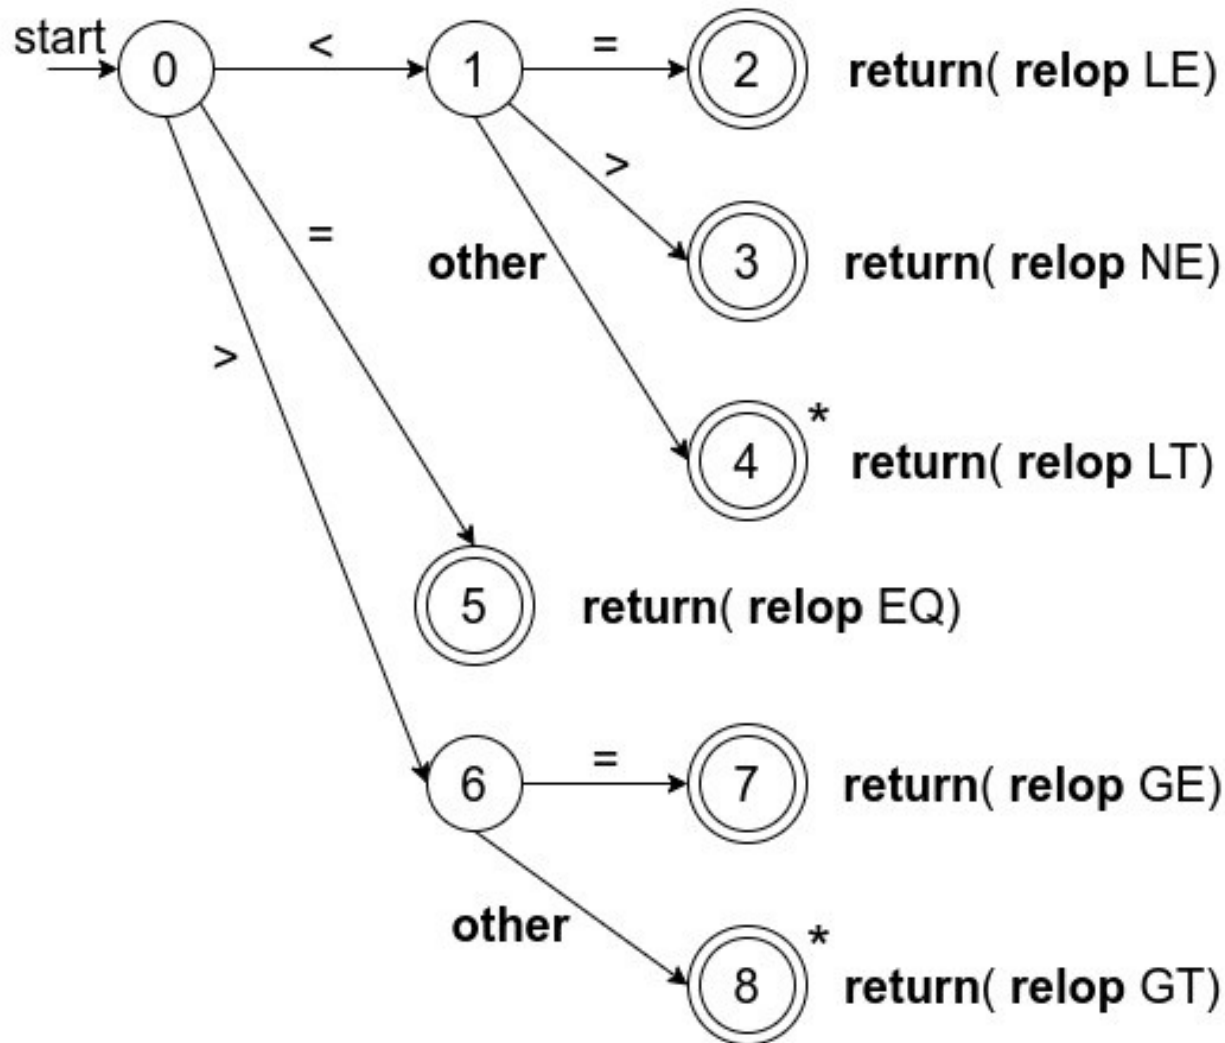 start
0 < 1 = 2 return( relop LE)
>
= other 3 return( relop NE)
>
4 * return( relop LT)
5 return( relop EQ)
6 = 7 return( relop GE)
other
8 * return( relop GT)